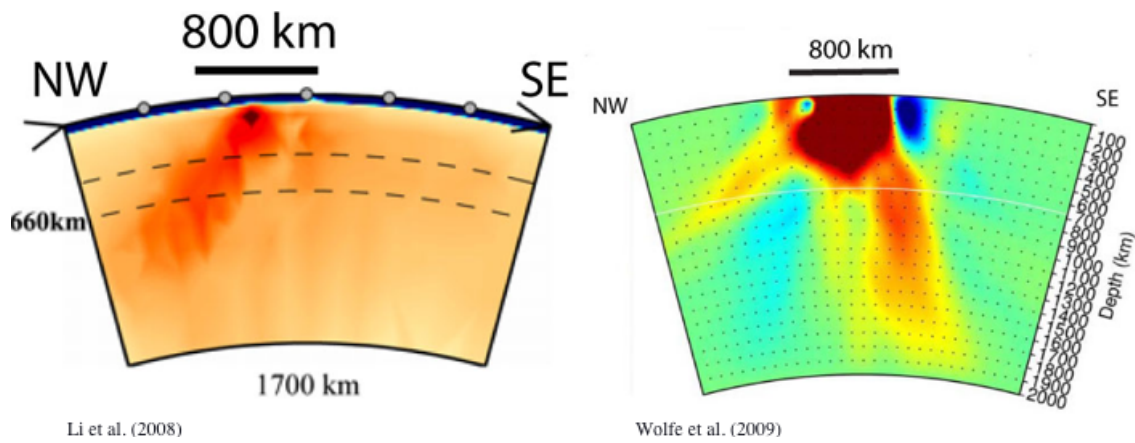 800 km
NW
SE
660km
1700 km
Li et al. (2008)
800 km
NW
SE
100
200
300
400
500
600
700
800
900
1000
1100
1200
1300
1400
1500
1600
1700
1800
1900
2000
Depth (km)
Wolfe et al. (2009)